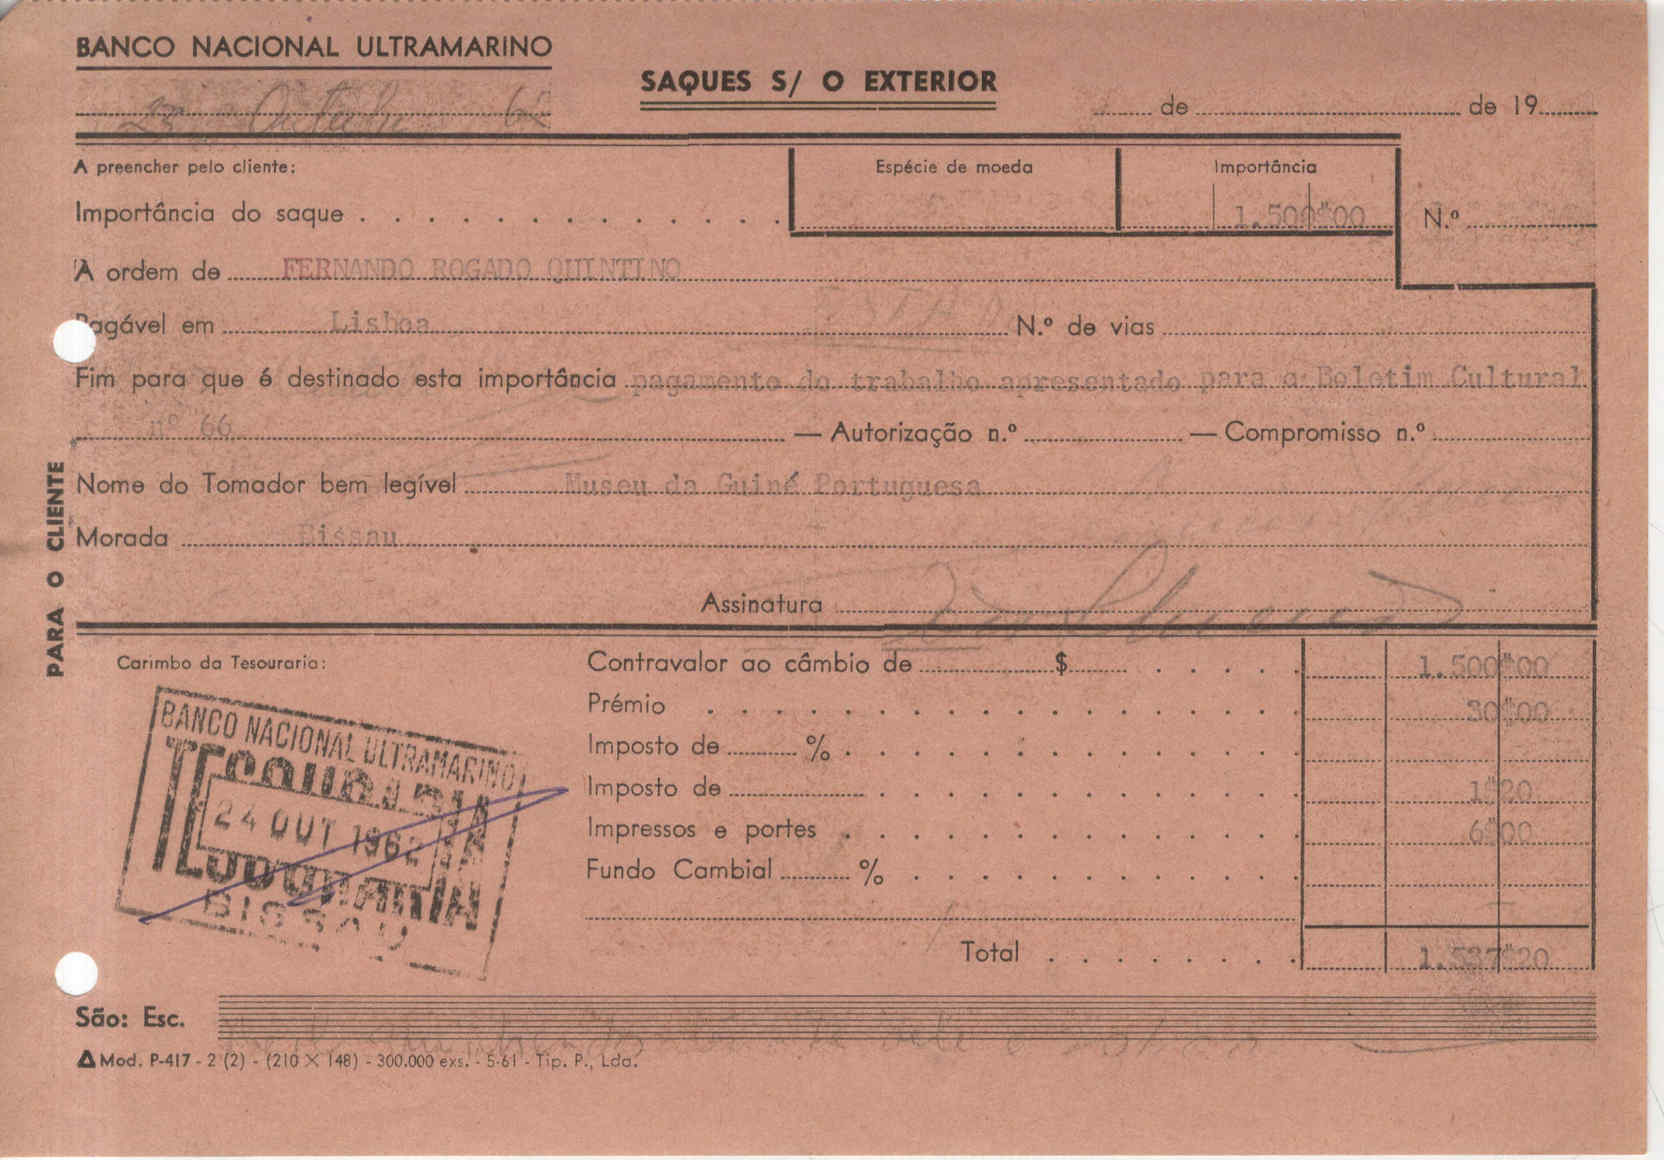 BANCO NACIONAL ULTRAMARINO
SAQUES S/ O EXTERIOR
23 Outubro 62
de de 19
A preencher pelo cliente:
Espécie de moeda
Importância
Importância do saque
1.500$00
N.º
À ordem de FERNANDO ROGADO QUINTINO
Pagável em Lisboa
N.º de vias
Fim para que é destinado esta importância pagamento do trabalho apresentado para o Boletim Cultural
nº 66 — Autorização n.º — Compromisso n.º
Nome do Tomador bem legível Museu da Guiné Portuguesa
Morada Bissau
Assinatura
PARA O CLIENTE
Carimbo da Tesouraria:
BANCO NACIONAL ULTRAMARINO
TESOURARIA
24 OUT 1962
BISSAU
Contravalor ao câmbio de $ 1.500$00
Prémio 30$00
Imposto de %
Imposto de 1$20
Impressos e portes 6$00
Fundo Cambial %
Total 1.537$20
São: Esc.
Mod. P-417 - 2 (2) - (210 X 148) - 300.000 exs. - 5-61 - Tip. P., Lda.